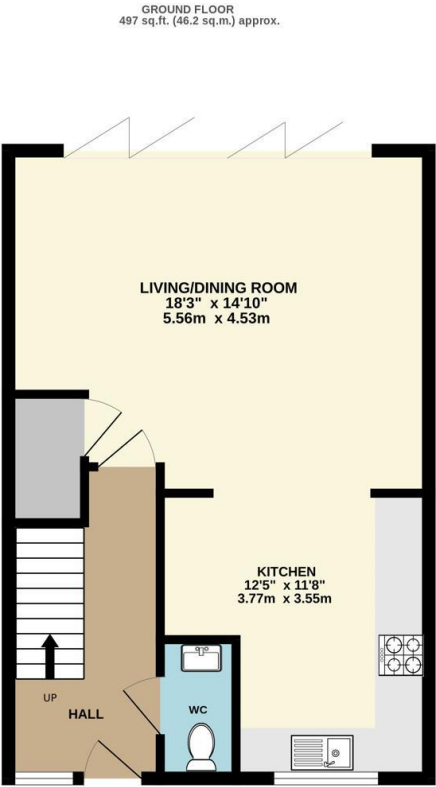 GROUND FLOOR
497 sq.ft. (46.2 sq.m.) approx.
LIVING/DINING ROOM
18'3" x 14'10"
5.56m x 4.53m
KITCHEN
12'5" x 11'8"
3.77m x 3.55m
UP
HALL
WC